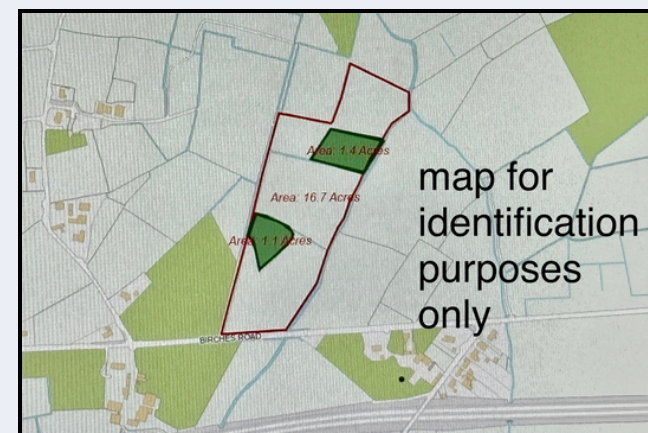 Area: 1.4 Acres
Area: 16.7 Acres
Area: 1.1 Acres
map for
identification
purposes
only
BIRCHES ROAD